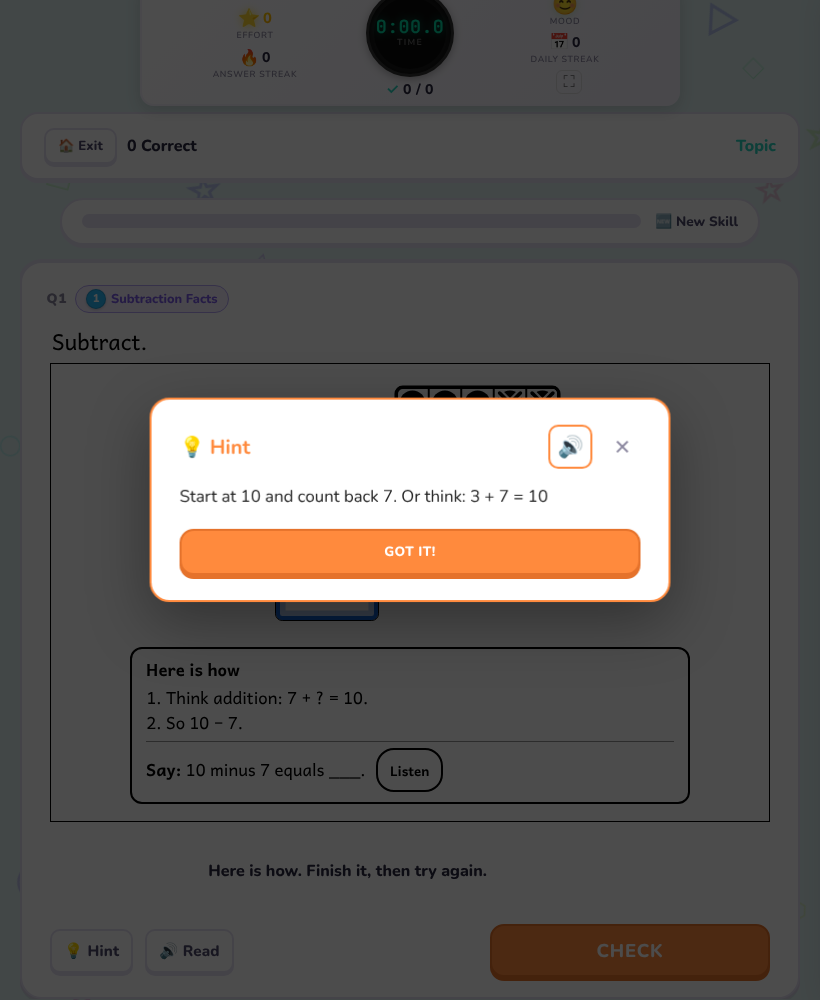 0
EFFORT
0
ANSWER STREAK
0:00.0
TIME
0 / 0
MOOD
0
DAILY STREAK
Exit
0 Correct
Topic
New Skill
Q1
1
Subtraction Facts
Subtract.
Hint
Start at 10 and count back 7. Or think: 3 + 7 = 10
GOT IT!
Here is how
1. Think addition: 7 + ? = 10.
2. So 10 − 7.
Say: 10 minus 7 equals ___.
Listen
Here is how. Finish it, then try again.
Hint
Read
CHECK